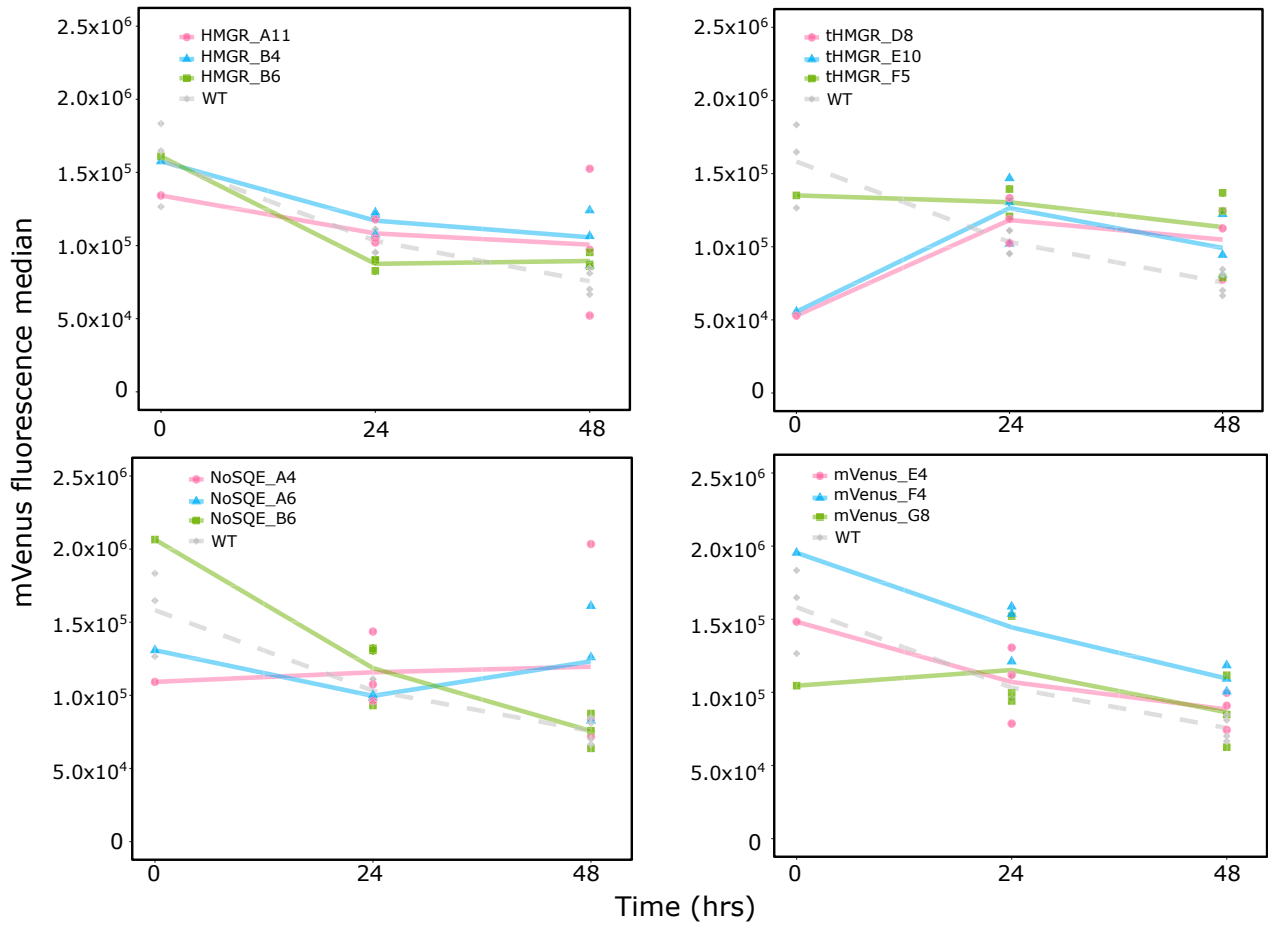 mVenus fluorescence median
2.5x10⁶
2.0x10⁶
1.5x10⁵
1.0x10⁵
5.0x10⁴
0
HMGR_A11
HMGR_B4
HMGR_B6
WT
0 24 48
2.5x10⁶
2.0x10⁶
1.5x10⁵
1.0x10⁵
5.0x10⁴
0
tHMGR_D8
tHMGR_E10
tHMGR_F5
WT
0 24 48
2.5x10⁶
2.0x10⁶
1.5x10⁵
1.0x10⁵
5.0x10⁴
0
NoSQE_A4
NoSQE_A6
NoSQE_B6
WT
0 24 48
2.5x10⁶
2.0x10⁶
1.5x10⁵
1.0x10⁵
5.0x10⁴
0
mVenus_E4
mVenus_F4
mVenus_G8
WT
0 24 48
Time (hrs)